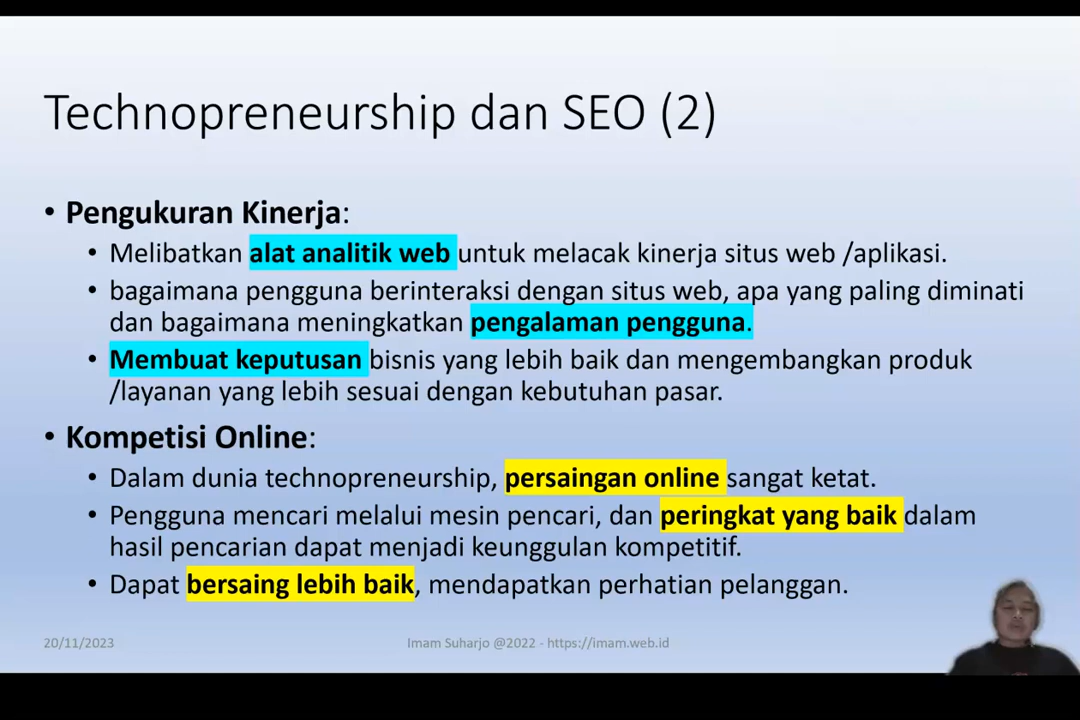 Technopreneurship dan SEO (2)
• Pengukuran Kinerja:
• Melibatkan alat analitik web untuk melacak kinerja situs web /aplikasi.
• bagaimana pengguna berinteraksi dengan situs web, apa yang paling diminati
dan bagaimana meningkatkan pengalaman pengguna.
• Membuat keputusan bisnis yang lebih baik dan mengembangkan produk
/layanan yang lebih sesuai dengan kebutuhan pasar.
• Kompetisi Online:
• Dalam dunia technopreneurship, persaingan online sangat ketat.
• Pengguna mencari melalui mesin pencari, dan peringkat yang baik dalam
hasil pencarian dapat menjadi keunggulan kompetitif.
• Dapat bersaing lebih baik, mendapatkan perhatian pelanggan.
20/11/2023
Imam Suharjo @2022 - https://imam.web.id